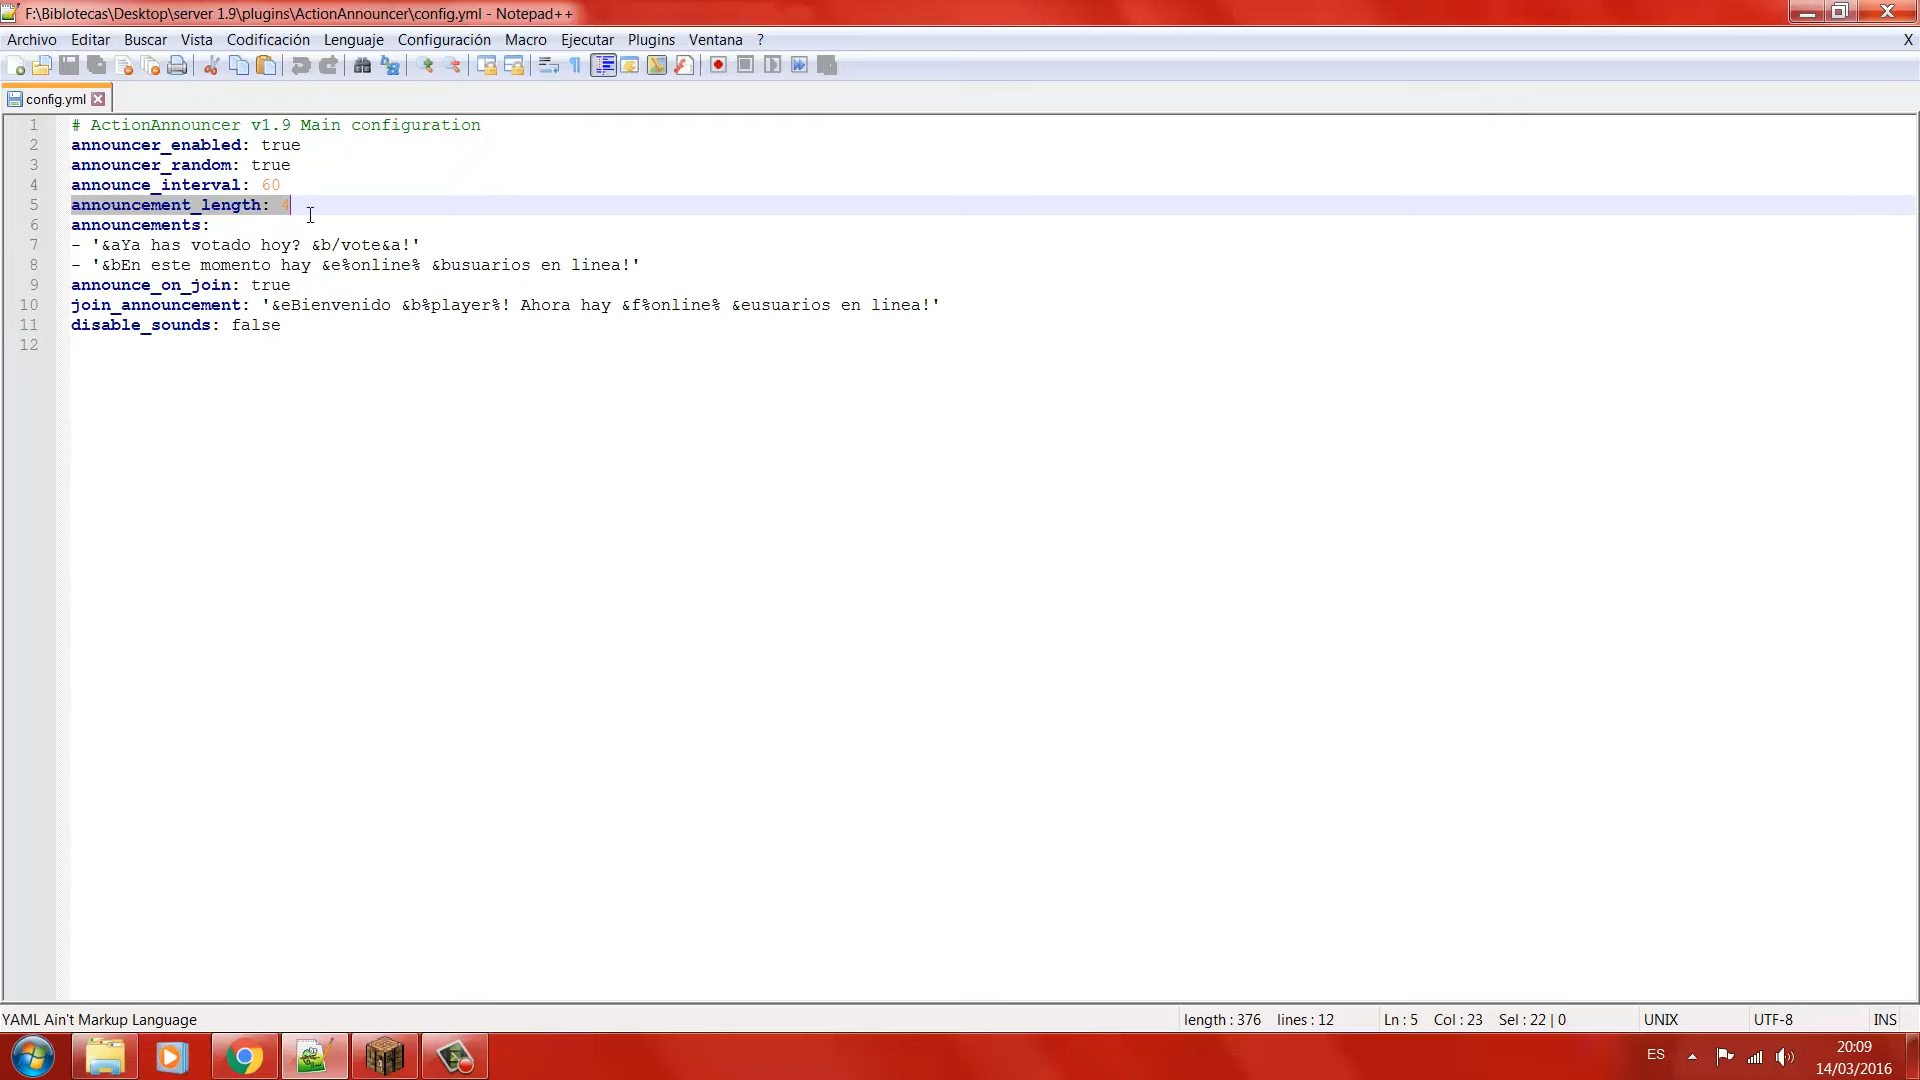 F:\Biblotecas\Desktop\server 1.9\plugins\ActionAnnouncer\config.yml - Notepad++
Archivo Editar Buscar Vista Codificación Lenguaje Configuración Macro Ejecutar Plugins Ventana ? X
config.yml
1 # ActionAnnouncer v1.9 Main configuration
2 announcer_enabled: true
3 announcer_random: true
4 announce_interval: 60
5 announcement_length: 4
6 announcements:
7 - '&aYa has votado hoy? &b/vote&a!'
8 - '&bEn este momento hay &e%online% &busuarios en linea!'
9 announce_on_join: true
10 join_announcement: '&eBienvenido &b%player%! Ahora hay &f%online% &eusuarios en linea!'
11 disable_sounds: false
12
YAML Ain't Markup Language length : 376 lines : 12 Ln : 5 Col : 23 Sel : 22 | 0 UNIX UTF-8 INS
ES 20:09
14/03/2016